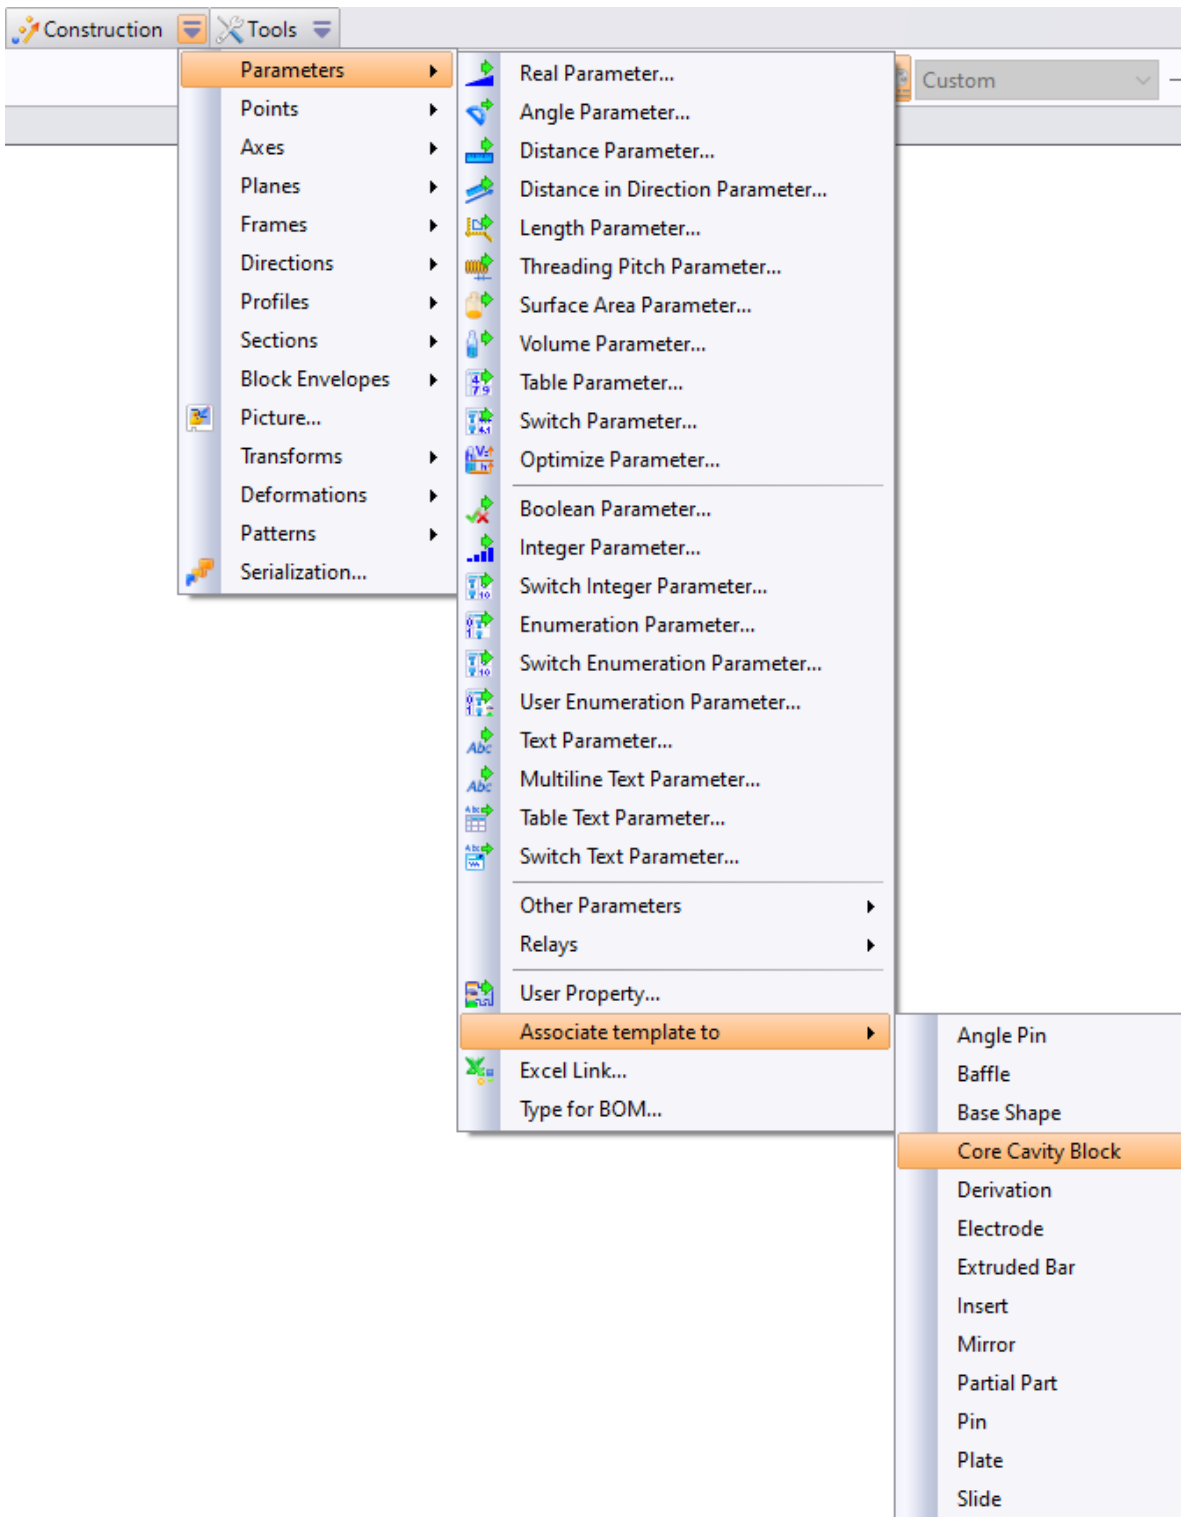 Construction
Tools
Custom
Parameters
Points
Axes
Planes
Frames
Directions
Profiles
Sections
Block Envelopes
Picture...
Transforms
Deformations
Patterns
Serialization...
Real Parameter...
Angle Parameter...
Distance Parameter...
Distance in Direction Parameter...
Length Parameter...
Threading Pitch Parameter...
Surface Area Parameter...
Volume Parameter...
Table Parameter...
Switch Parameter...
Optimize Parameter...
Boolean Parameter...
Integer Parameter...
Switch Integer Parameter...
Enumeration Parameter...
Switch Enumeration Parameter...
User Enumeration Parameter...
Text Parameter...
Multiline Text Parameter...
Table Text Parameter...
Switch Text Parameter...
Other Parameters
Relays
User Property...
Associate template to
Excel Link...
Type for BOM...
Angle Pin
Baffle
Base Shape
Core Cavity Block
Derivation
Electrode
Extruded Bar
Insert
Mirror
Partial Part
Pin
Plate
Slide